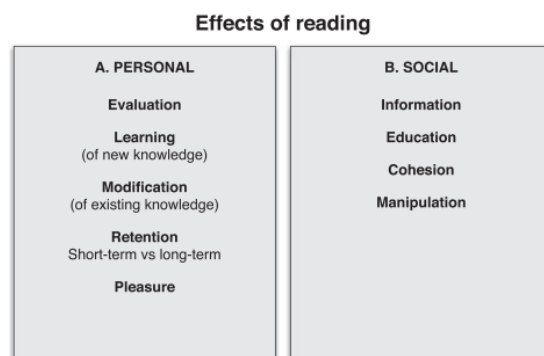 Effects of reading
A. PERSONAL
Evaluation
Learning
(of new knowledge)
Modification
(of existing knowledge)
Retention
Short-term vs long-term
Pleasure
B. SOCIAL
Information
Education
Cohesion
Manipulation